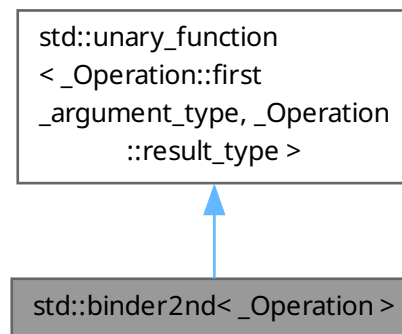 std::unary_function
< _Operation::first
_argument_type, _Operation
::result_type >
std::binder2nd< _Operation >